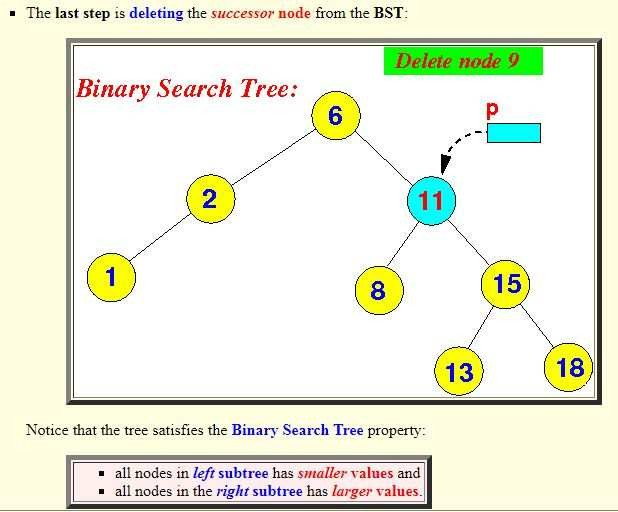 The last step is deleting the successor node from the BST:
Delete node 9
Binary Search Tree:
p
6
2
11
1
8
15
13
18
Notice that the tree satisfies the Binary Search Tree property:
all nodes in left subtree has smaller values and
all nodes in the right subtree has larger values.